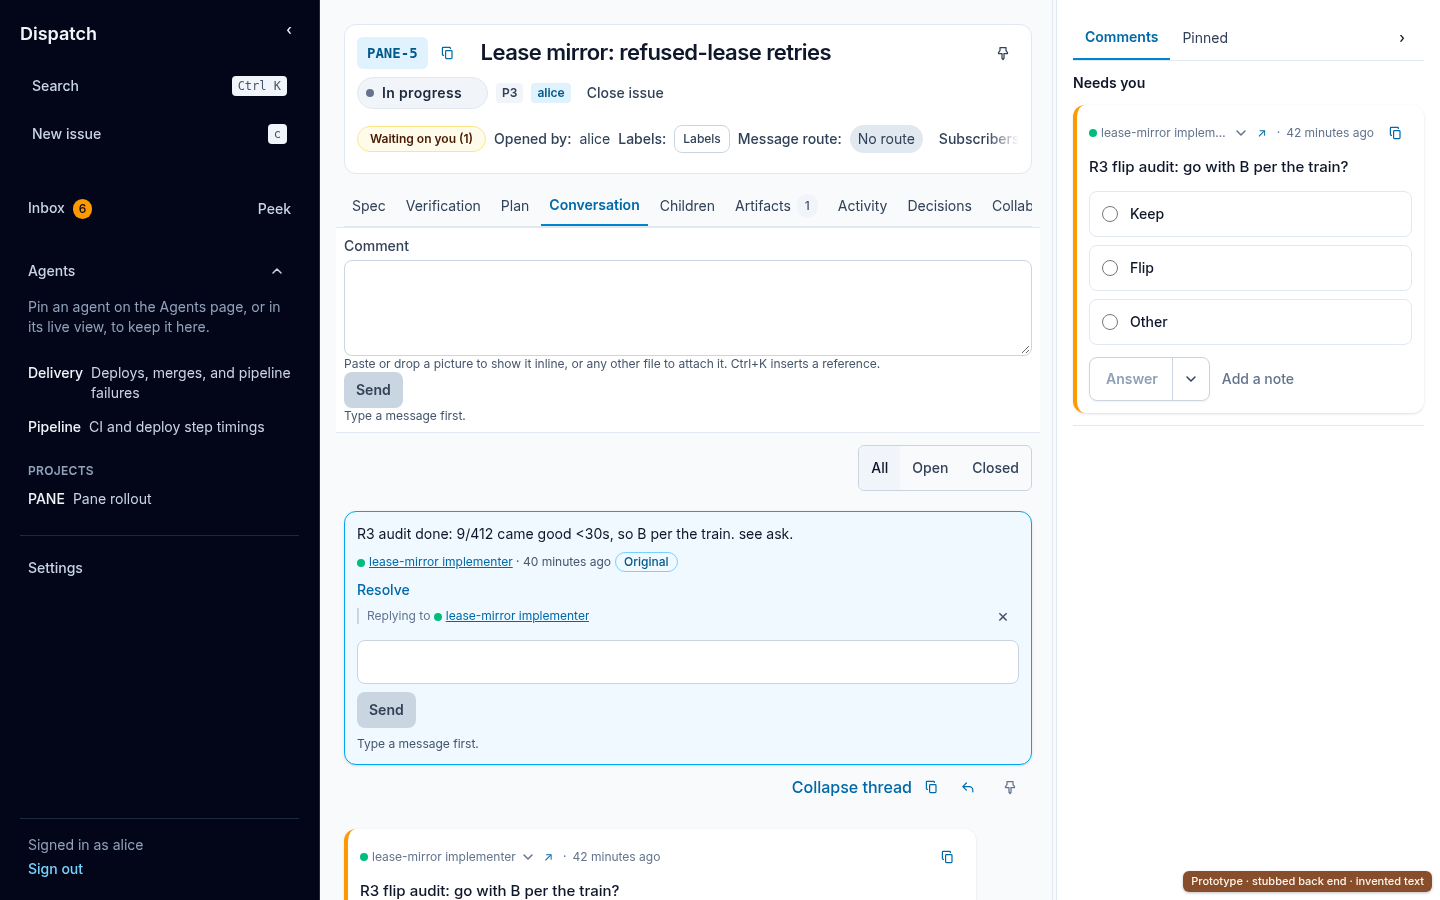 Dispatch
Search
Ctrl K
New issue
c
Inbox 6
Peek
Agents
Pin an agent on the Agents page, or in
its live view, to keep it here.
Delivery Deploys, merges, and pipeline
failures
Pipeline CI and deploy step timings
PROJECTS
PANE Pane rollout
Settings
Signed in as alice
Sign out
PANE-5
Lease mirror: refused-lease retries
In progress
P3
alice
Close issue
Waiting on you (1)
Opened by: alice
Labels: Labels
Message route: No route
Subscribers
Spec
Verification
Plan
Conversation
Children
Artifacts 1
Activity
Decisions
Collab
Comment
Paste or drop a picture to show it inline, or any other file to attach it. Ctrl+K inserts a reference.
Send
Type a message first.
All
Open
Closed
R3 audit done: 9/412 came good <30s, so B per the train. see ask.
lease-mirror implementer · 40 minutes ago Original
Resolve
Replying to lease-mirror implementer
Send
Type a message first.
Collapse thread
lease-mirror implementer · 42 minutes ago
R3 flip audit: go with B per the train?
Comments
Pinned
Needs you
lease-mirror implem... · 42 minutes ago
R3 flip audit: go with B per the train?
Keep
Flip
Other
Answer
Add a note
Prototype · stubbed back end · invented text